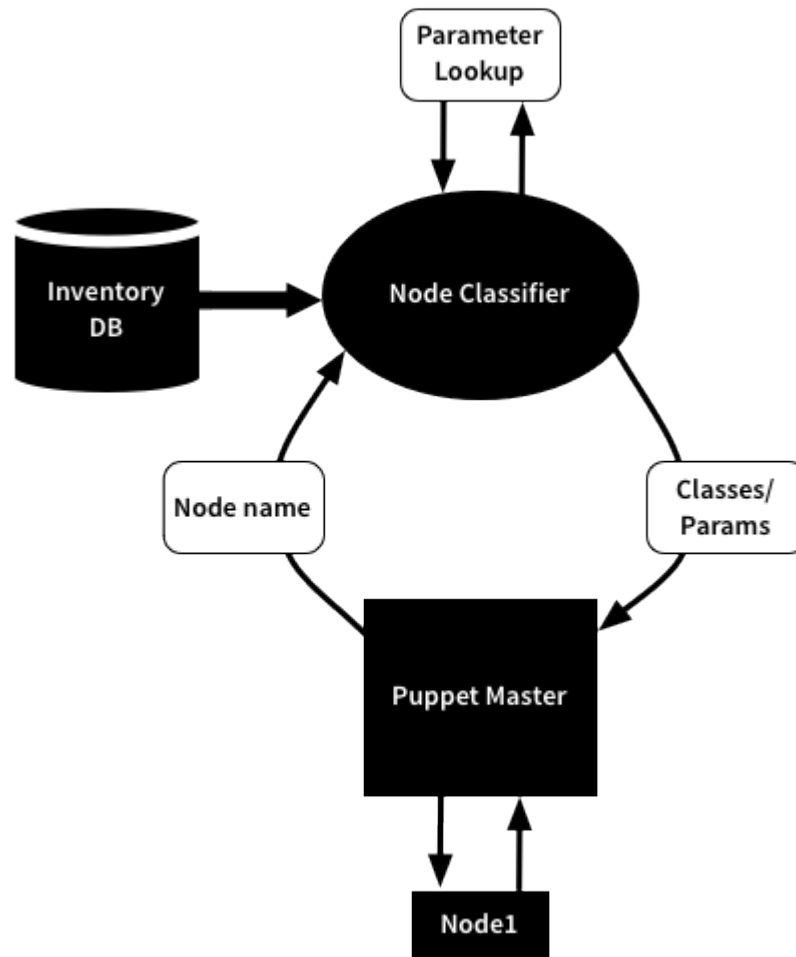 Parameter
Lookup
Inventory
DB
Node Classifier
Node name
Classes/
Params
Puppet Master
Node1